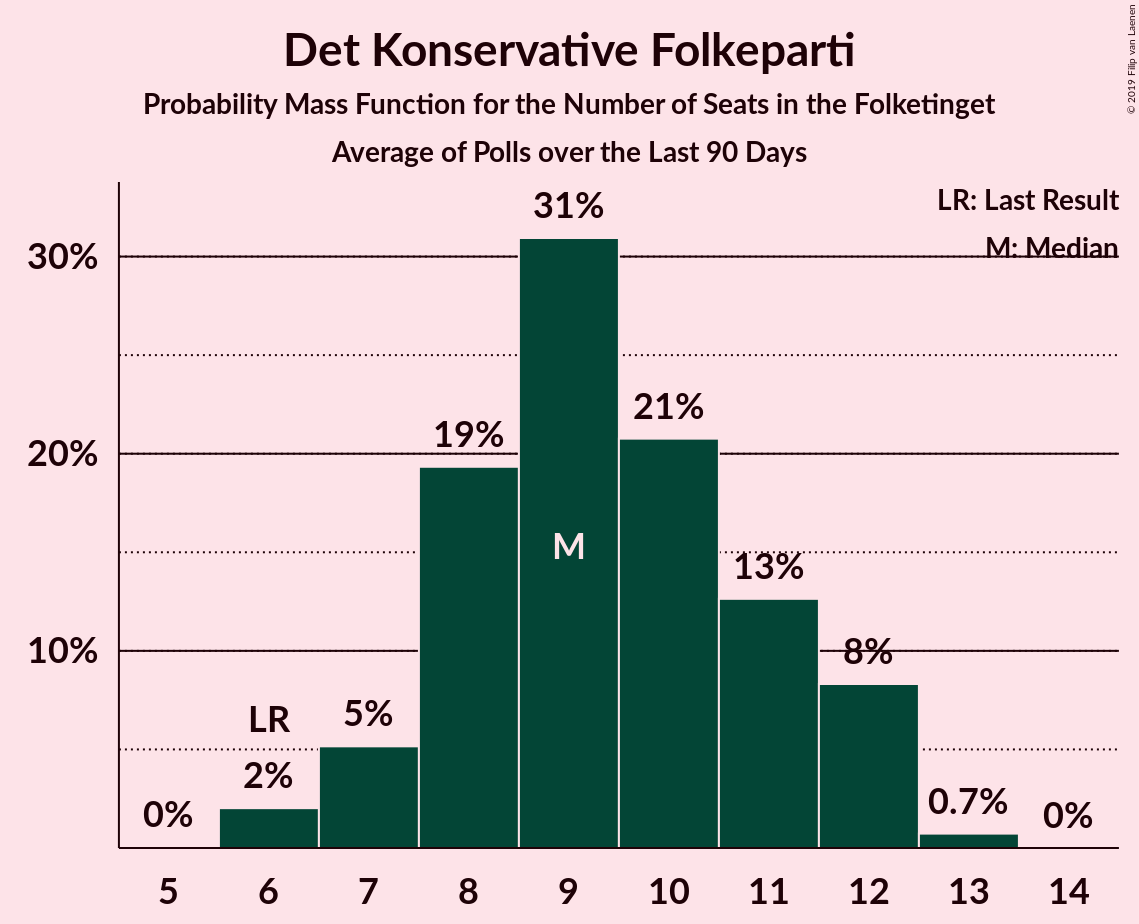 Det Konservative Folkeparti
Probability Mass Function for the Number of Seats in the Folketinget
Average of Polls over the Last 90 Days
© 2019 Filip van Laenen
LR: Last Result
M: Median
30%
20%
10%
0%
LR
2%
5%
19%
31%
M
21%
13%
8%
0.7%
0%
5 6 7 8 9 10 11 12 13 14